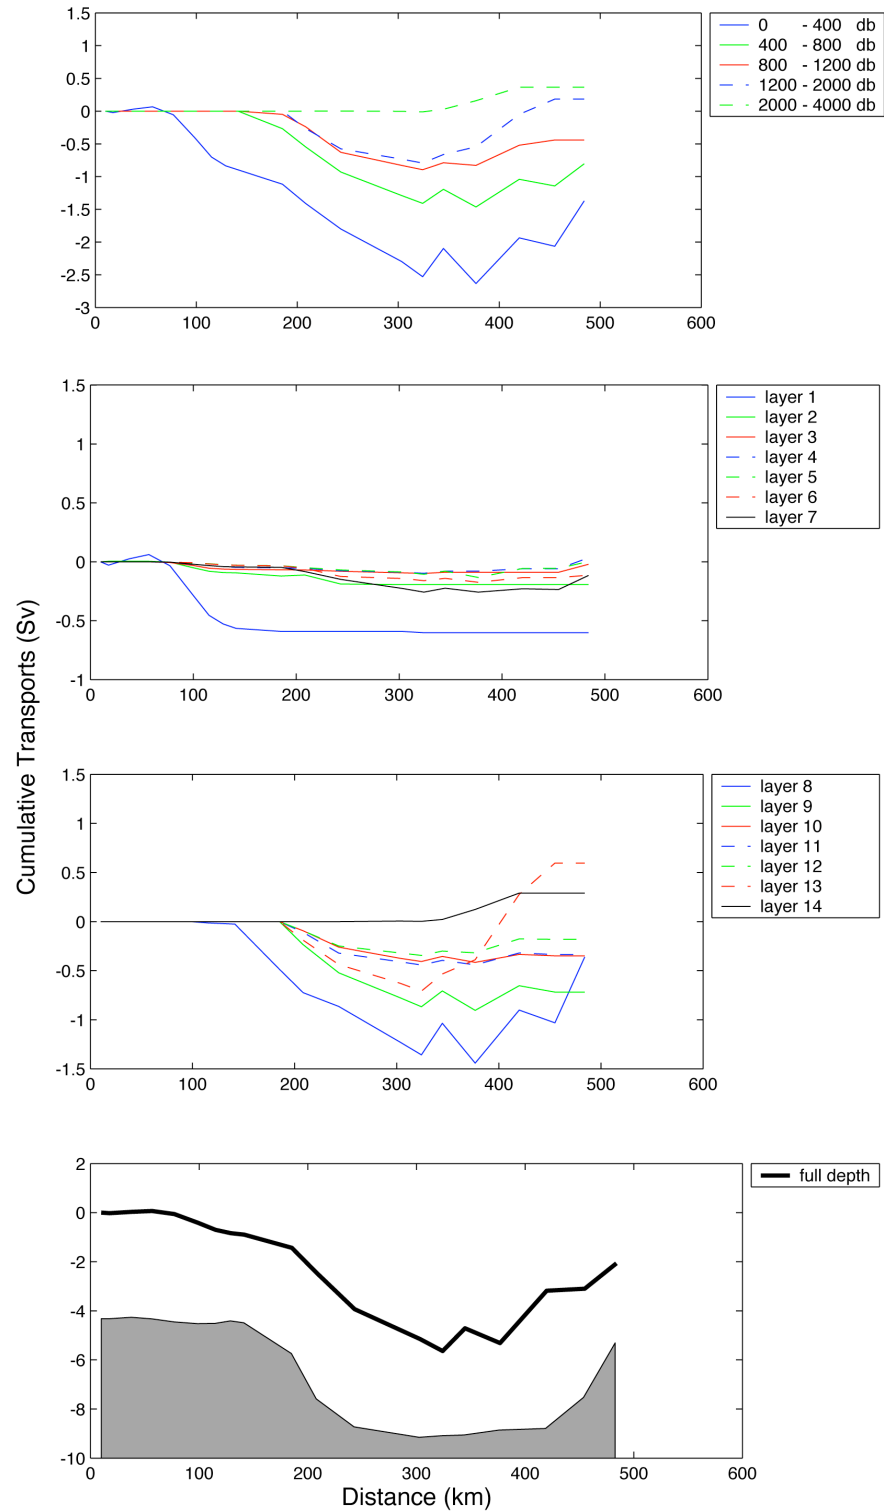 1.5
1
0.5
0
-0.5
-1
-1.5
-2
-2.5
-3
0 100 200 300 400 500 600
0 - 400 db
400 - 800 db
800 - 1200 db
1200 - 2000 db
2000 - 4000 db
1.5
1
0.5
0
-0.5
-1
0 100 200 300 400 500 600
layer 1
layer 2
layer 3
layer 4
layer 5
layer 6
layer 7
Cumulative Transports (Sv)
1.5
1
0.5
0
-0.5
-1
-1.5
0 100 200 300 400 500 600
layer 8
layer 9
layer 10
layer 11
layer 12
layer 13
layer 14
2
0
-2
-4
-6
-8
-10
0 100 200 300 400 500 600
full depth
Distance (km)